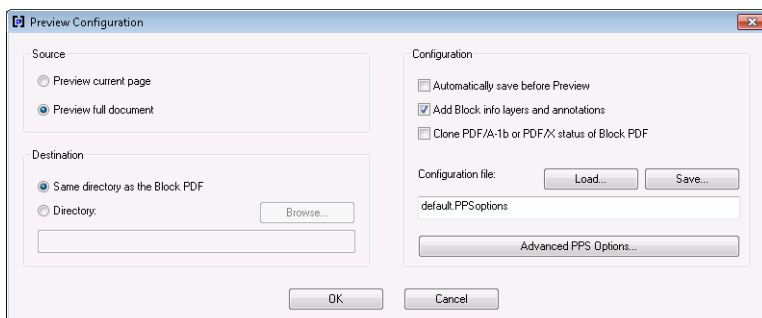 Preview Configuration
Source
Preview current page
Preview full document
Destination
Same directory as the Block PDF
Directory:
Browse...
Configuration
Automatically save before Preview
Add Block info layers and annotations
Clone PDF/A-1b or PDF/X status of Block PDF
Configuration file:
Load...
Save...
default.PPSoptions
Advanced PPS Options...
OK
Cancel